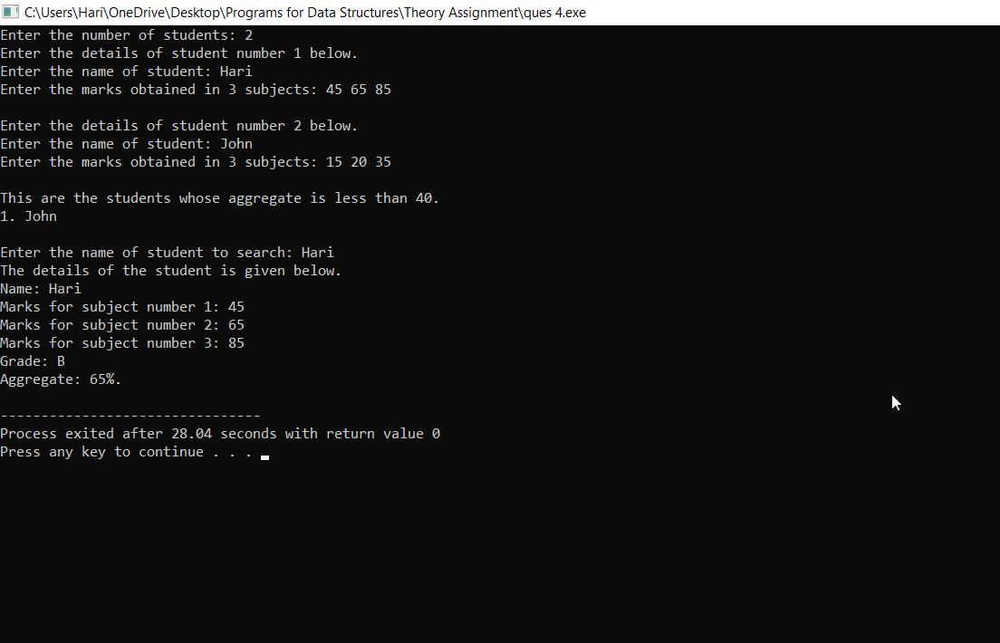 C:\Users\Hari\OneDrive\Desktop\Programs for Data Structures\Theory Assignment\ques 4.exe
Enter the number of students: 2
Enter the details of student number 1 below.
Enter the name of student: Hari
Enter the marks obtained in 3 subjects: 45 65 85
Enter the details of student number 2 below.
Enter the name of student: John
Enter the marks obtained in 3 subjects: 15 20 35
This are the students whose aggregate is less than 40.
1. John
Enter the name of student to search: Hari
The details of the student is given below.
Name: Hari
Marks for subject number 1: 45
Marks for subject number 2: 65
Marks for subject number 3: 85
Grade: B
Aggregate: 65%.
--------------------------------
Process exited after 28.04 seconds with return value 0
Press any key to continue . . .